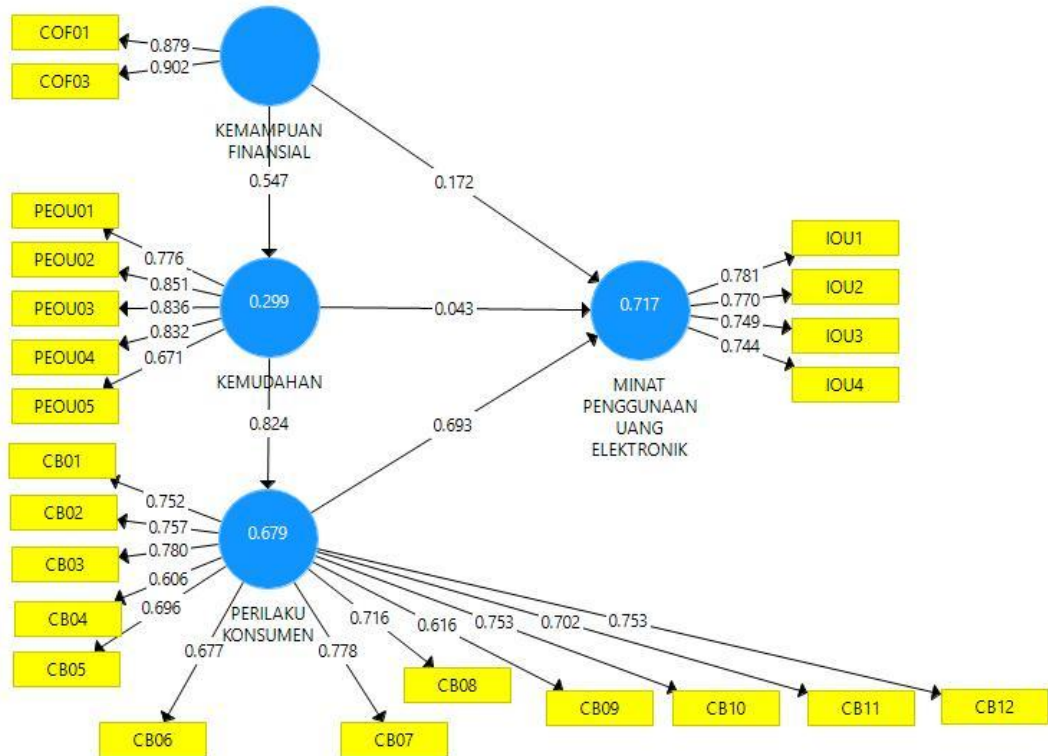 COF01
0.879
COF03
0.902
KEMAMPUAN
FINANSIAL
0.547
0.172
PEOU01
0.776
PEOU02
0.851
PEOU03
0.836
PEOU04
0.832
PEOU05
0.671
0.299
KEMUDAHAN
0.043
0.717
MINAT
PENGGUNAAN
UANG
ELEKTRONIK
IOU1
0.781
IOU2
0.770
IOU3
0.749
IOU4
0.744
0.824
0.693
CB01
0.752
CB02
0.757
CB03
0.780
CB04
0.606
CB05
0.696
0.679
PERILAKU
KONSUMEN
0.677
0.778
0.716
0.616
0.753
0.702
0.753
CB06
CB07
CB08
CB09
CB10
CB11
CB12